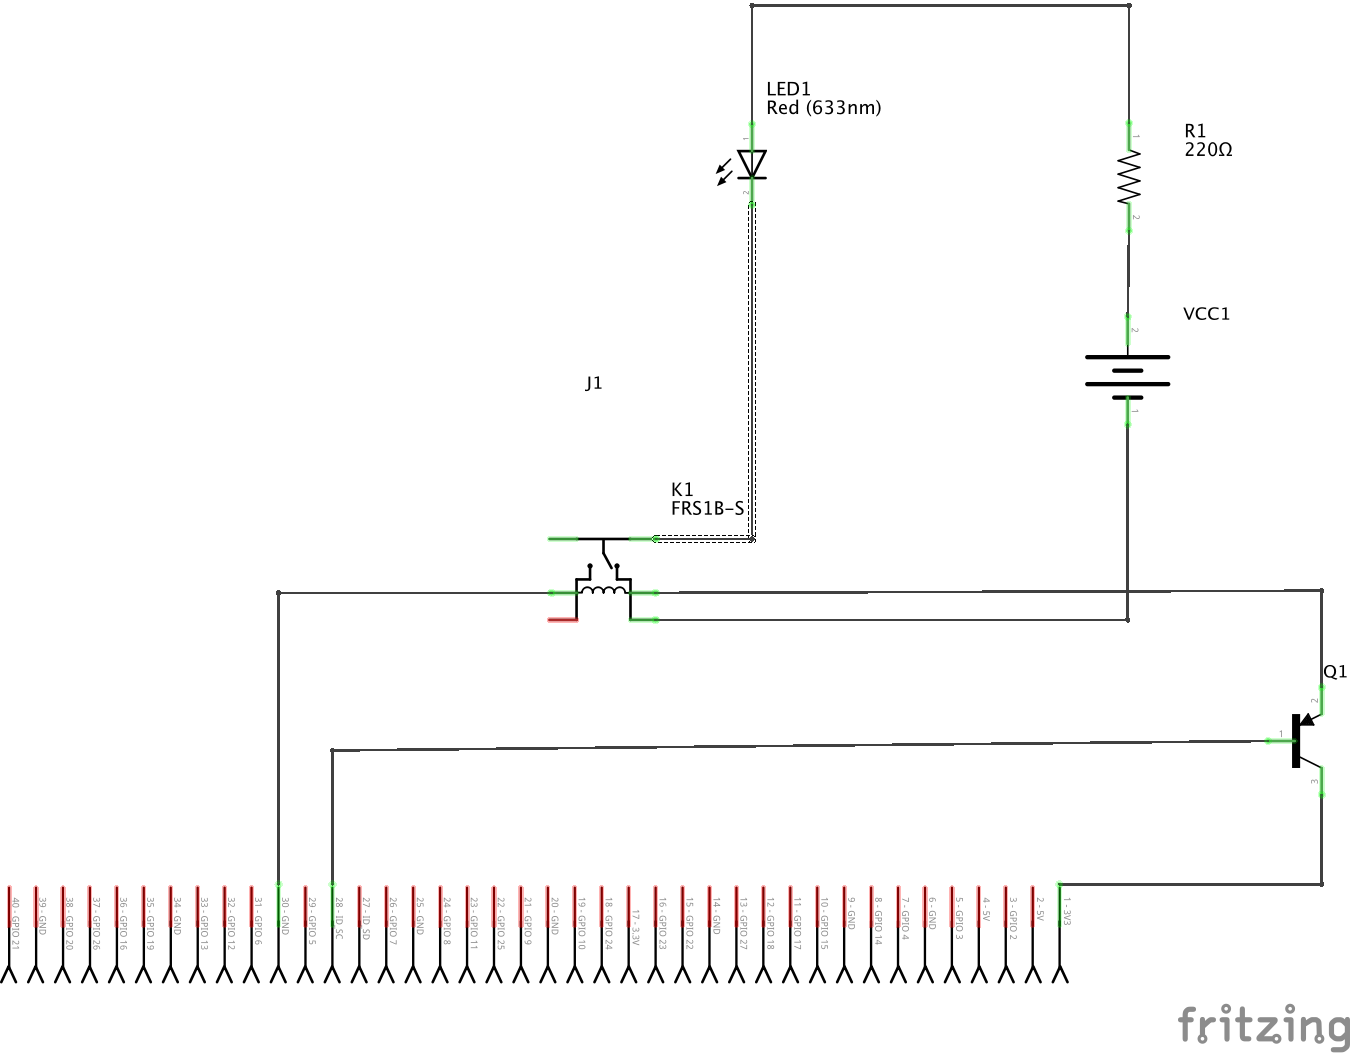 LED1
Red (633nm)
1
2
R1
220Ω
1
2
VCC1
2
1
J1
K1
FRS1B-S
Q1
2
1
3
40 - GPIO 21
39 - GND
38 - GPIO 20
37 - GPIO 26
36 - GPIO 16
35 - GPIO 19
34 - GND
33 - GPIO 13
32 - GPIO 12
31 - GPIO 6
30 - GND
29 - GPIO 5
28 - ID SC
27 - ID SD
26 - GPIO 7
25 - GND
24 - GPIO 8
23 - GPIO 11
22 - GPIO 25
21 - GPIO 9
20 - GND
19 - GPIO 10
18 - GPIO 24
17 - 3.3V
16 - GPIO 23
15 - GPIO 22
14 - GND
13 - GPIO 27
12 - GPIO 18
11 - GPIO 17
10 - GPIO 15
9 - GND
8 - GPIO 14
7 - GPIO 4
6 - GND
5 - GPIO 3
4 - 5V
3 - GPIO 2
2 - 5V
1 - 3V3
fritzing